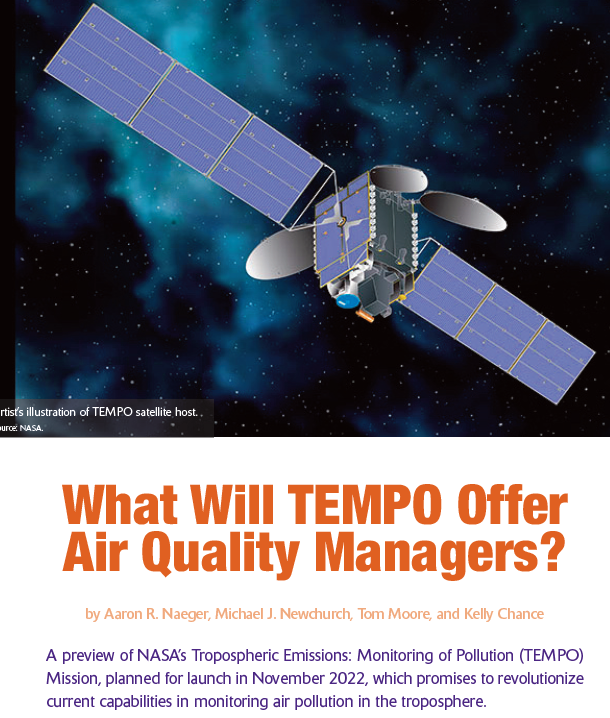 rtist's illustration of TEMPO satellite host.
ource: NASA.
What Will TEMPO Offer
Air Quality Managers?
by Aaron R. Naeger, Michael J. Newchurch, Tom Moore, and Kelly Chance
A preview of NASA's Tropospheric Emissions: Monitoring of Pollution (TEMPO)
Mission, planned for launch in November 2022, which promises to revolutionize
current capabilities in monitoring air pollution in the troposphere.